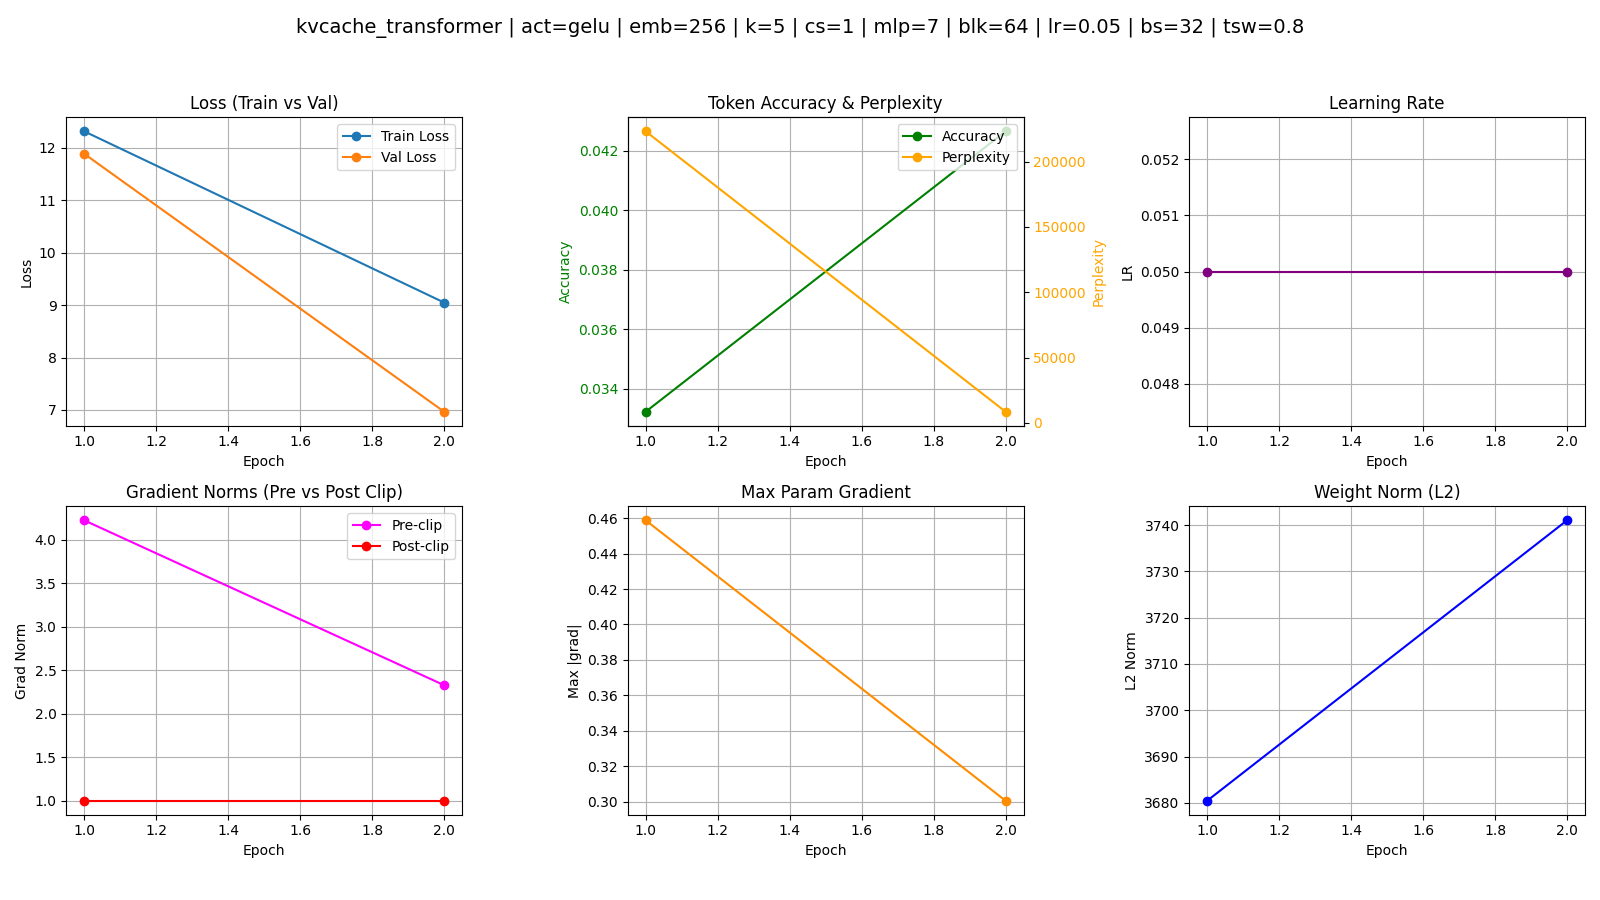 kvcache_transformer | act=gelu | emb=256 | k=5 | cs=1 | mlp=7 | blk=64 | lr=0.05 | bs=32 | tsw=0.8
Loss (Train vs Val)
Train Loss
Val Loss
12
11
10
9
8
7
Loss
1.0 1.2 1.4 1.6 1.8 2.0
Epoch
Token Accuracy & Perplexity
Accuracy
Perplexity
0.042
0.040
0.038
0.036
0.034
Accuracy
200000
150000
100000
50000
0
Perplexity
1.0 1.2 1.4 1.6 1.8 2.0
Epoch
Learning Rate
0.052
0.051
0.050
0.049
0.048
LR
1.0 1.2 1.4 1.6 1.8 2.0
Epoch
Gradient Norms (Pre vs Post Clip)
Pre-clip
Post-clip
4.0
3.5
3.0
2.5
2.0
1.5
1.0
Grad Norm
1.0 1.2 1.4 1.6 1.8 2.0
Epoch
Max Param Gradient
0.46
0.44
0.42
0.40
0.38
0.36
0.34
0.32
0.30
Max |grad|
1.0 1.2 1.4 1.6 1.8 2.0
Epoch
Weight Norm (L2)
3740
3730
3720
3710
3700
3690
3680
L2 Norm
1.0 1.2 1.4 1.6 1.8 2.0
Epoch